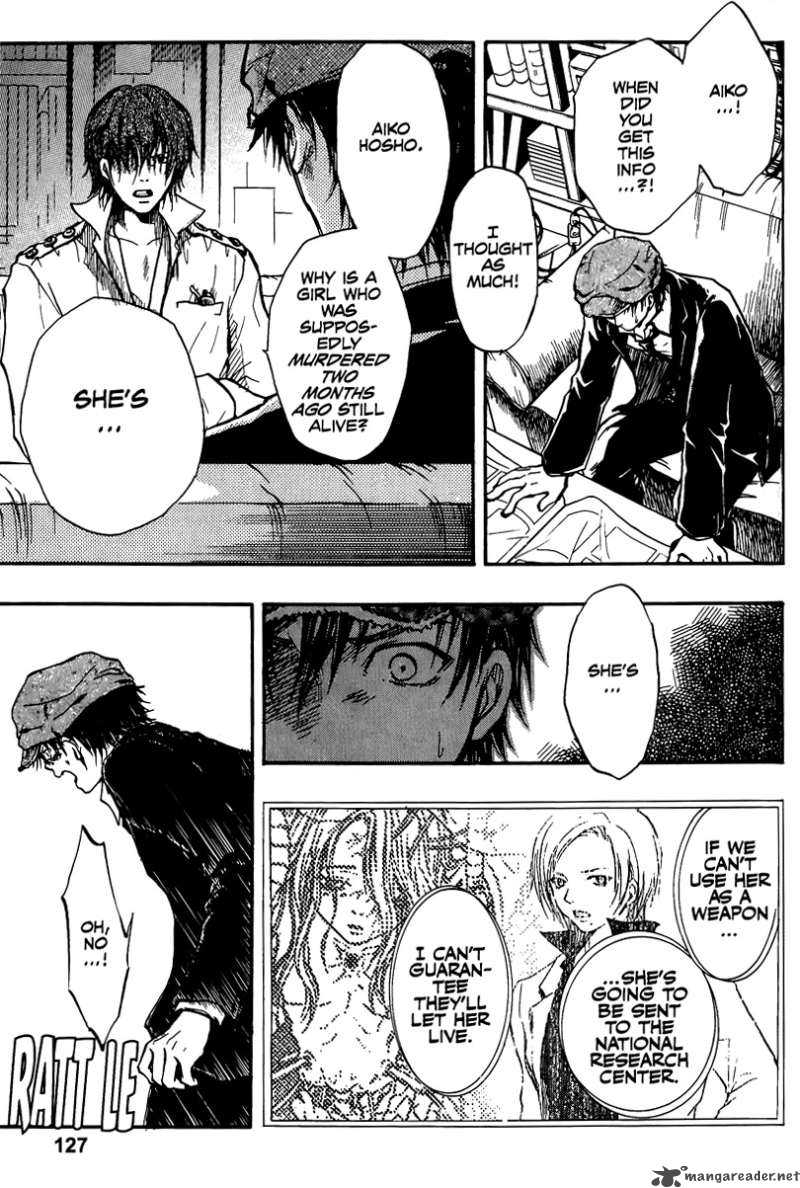 AIKO
...!
WHEN
DID
YOU
GET
THIS
INFO
...?!
I
THOUGHT
AS
MUCH!
AIKO
HOSHO.
WHY IS A
GIRL WHO
WAS
SUPPOS-
EDLY
MURDERED
TWO
MONTHS
AGO STILL
ALIVE?
SHE'S
...
SHE'S
...
IF WE
CAN'T
USE HER
AS A
WEAPON
...
...SHE'S
GOING TO
BE SENT
TO THE
NATIONAL
RESEARCH
CENTER.
I CAN'T
GUARAN-
TEE
THEY'LL
LET HER
LIVE.
OH,
NO
...!
RATTLE
127
mangareader.net